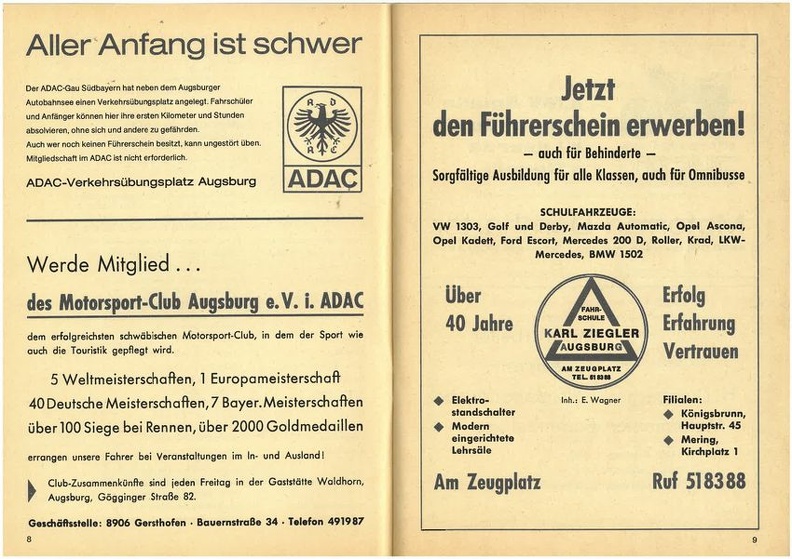 Aller Anfang ist schwer
Der ADAC-Gau Südbayern hat neben dem Augsburger
Autobahnsee einen Verkehrsübungsplatz angelegt. Fahrschüler
und Anfänger können hier ihre ersten Kilometer und Stunden
absolvieren, ohne sich und andere zu gefährden.
Auch wer noch keinen Führerschein besitzt, kann ungestört üben.
Mitgliedschaft im ADAC ist nicht erforderlich.
ADAC-Verkehrsübungsplatz Augsburg
A D
A C
ADAC
Werde Mitglied ...
des Motorsport-Club Augsburg e. V. i. ADAC
dem erfolgreichsten schwäbischen Motorsport-Club, in dem der Sport wie
auch die Touristik gepflegt wird.
5 Weltmeisterschaften, 1 Europameisterschaft
40 Deutsche Meisterschaften, 7 Bayer. Meisterschaften
über 100 Siege bei Rennen, über 2000 Goldmedaillen
errangen unsere Fahrer bei Veranstaltungen im In- und Ausland!
Club-Zusammenkünfte sind jeden Freitag in der Gaststätte Waldhorn,
Augsburg, Gögginger Straße 82.
Geschäftsstelle: 8906 Gersthofen · Bauernstraße 34 · Telefon 491987
8
Jetzt
den Führerschein erwerben!
— auch für Behinderte —
Sorgfältige Ausbildung für alle Klassen, auch für Omnibusse
SCHULFAHRZEUGE:
VW 1303, Golf und Derby, Mazda Automatic, Opel Ascona,
Opel Kadett, Ford Escort, Mercedes 200 D, Roller, Krad, LKW-
Mercedes, BMW 1502
Über
40 Jahre
FAHR-
SCHULE
KARL ZIEGLER
AUGSBURG
AM ZEUGPLATZ
TEL. 518388
Erfolg
Erfahrung
Vertrauen
Elektro-
standschalter
Modern
eingerichtete
Lehrsäle
Inh.: E. Wagner
Filialen:
Königsbrunn,
Hauptstr. 45
Mering,
Kirchplatz 1
Am Zeugplatz
Ruf 518388
9